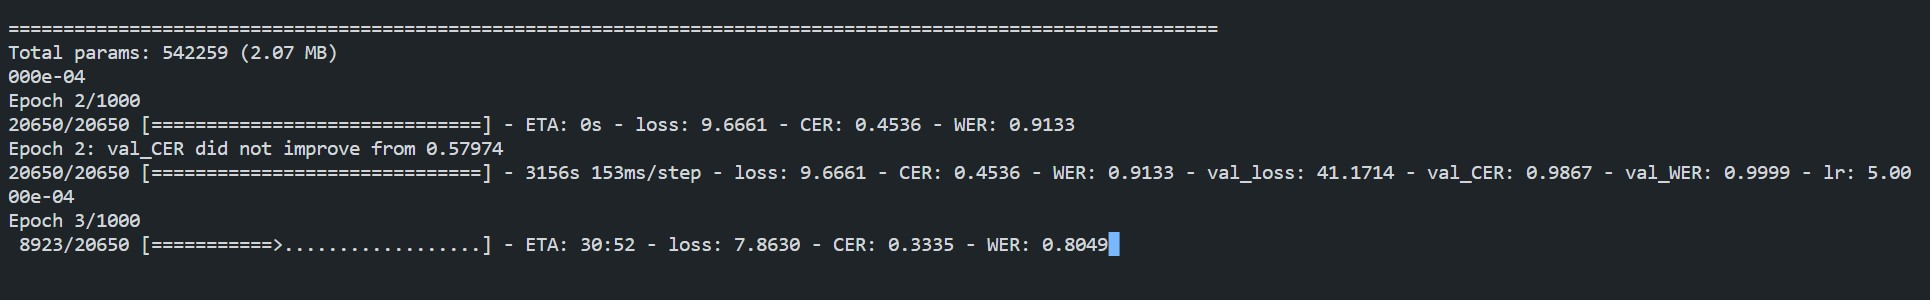 ==============================================================================================================
Total params: 542259 (2.07 MB)
000e-04
Epoch 2/1000
20650/20650 [==============================] - ETA: 0s - loss: 9.6661 - CER: 0.4536 - WER: 0.9133
Epoch 2: val_CER did not improve from 0.57974
20650/20650 [==============================] - 3156s 153ms/step - loss: 9.6661 - CER: 0.4536 - WER: 0.9133 - val_loss: 41.1714 - val_CER: 0.9867 - val_WER: 0.9999 - lr: 5.00
00e-04
Epoch 3/1000
 8923/20650 [===========>..................] - ETA: 30:52 - loss: 7.8630 - CER: 0.3335 - WER: 0.8049